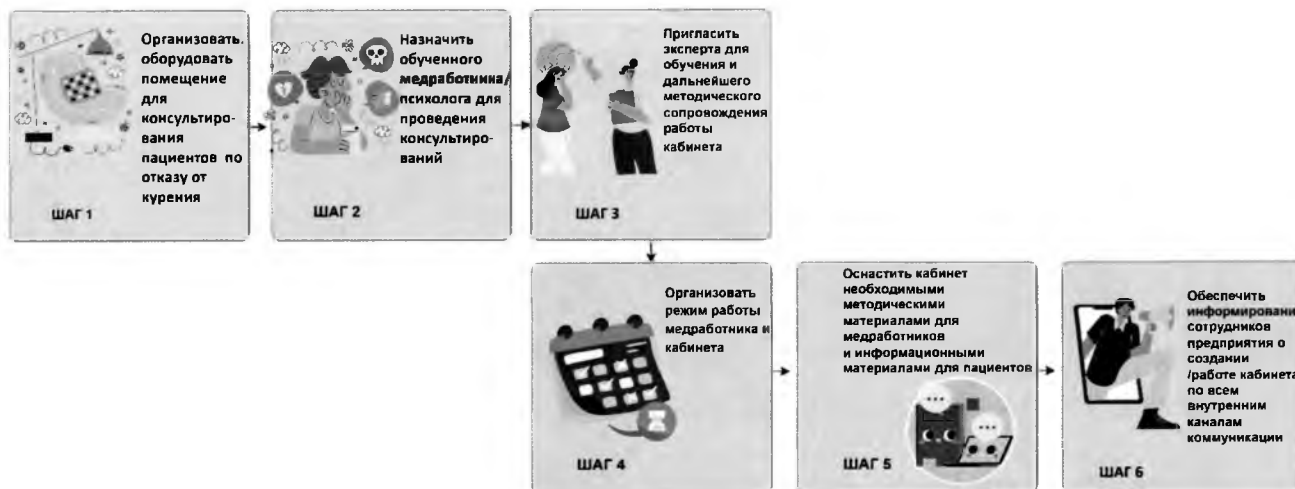 Организовать.
оборудовать
помещение
для
консультиро-
вания
пациентов по
отказу от
курения
ШАГ 1
Назначить
обученного
медработника/
психолога для
проведения
консультиро-
ваний
ШАГ 2
Пригласить
эксперта для
обучения и
дальнейшего
методического
сопровождения
работы
кабинета
ШАГ 3
Организовать
режим работы
медработника и
кабинета
ШАГ 4
Оснастить кабинет
необходимыми
методическими
материалами для
медработников
и информационными
материалами для пациентов
ШАГ 5
Обеспечить
информировани
сотрудников
предприятия о
создании
/работе кабинета
по всем
внутренним
каналам
коммуникации
ШАГ 6